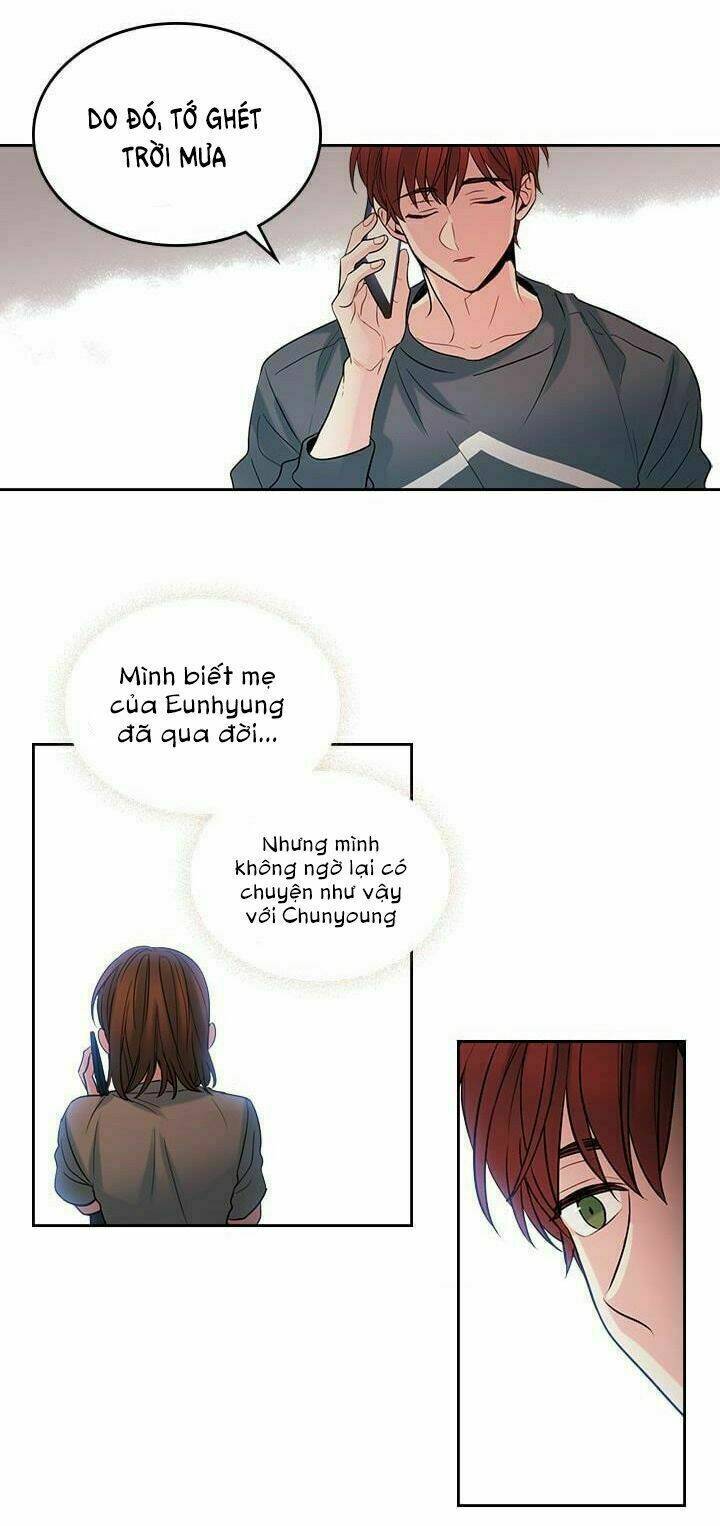 DO ĐÓ, TỚ GHÉT
TRỜI MƯA
Mình biết mẹ
của Eunhyung
đã qua đời...
Nhưng mình
không ngờ lại có
chuyện như vậy
với Chunyoung